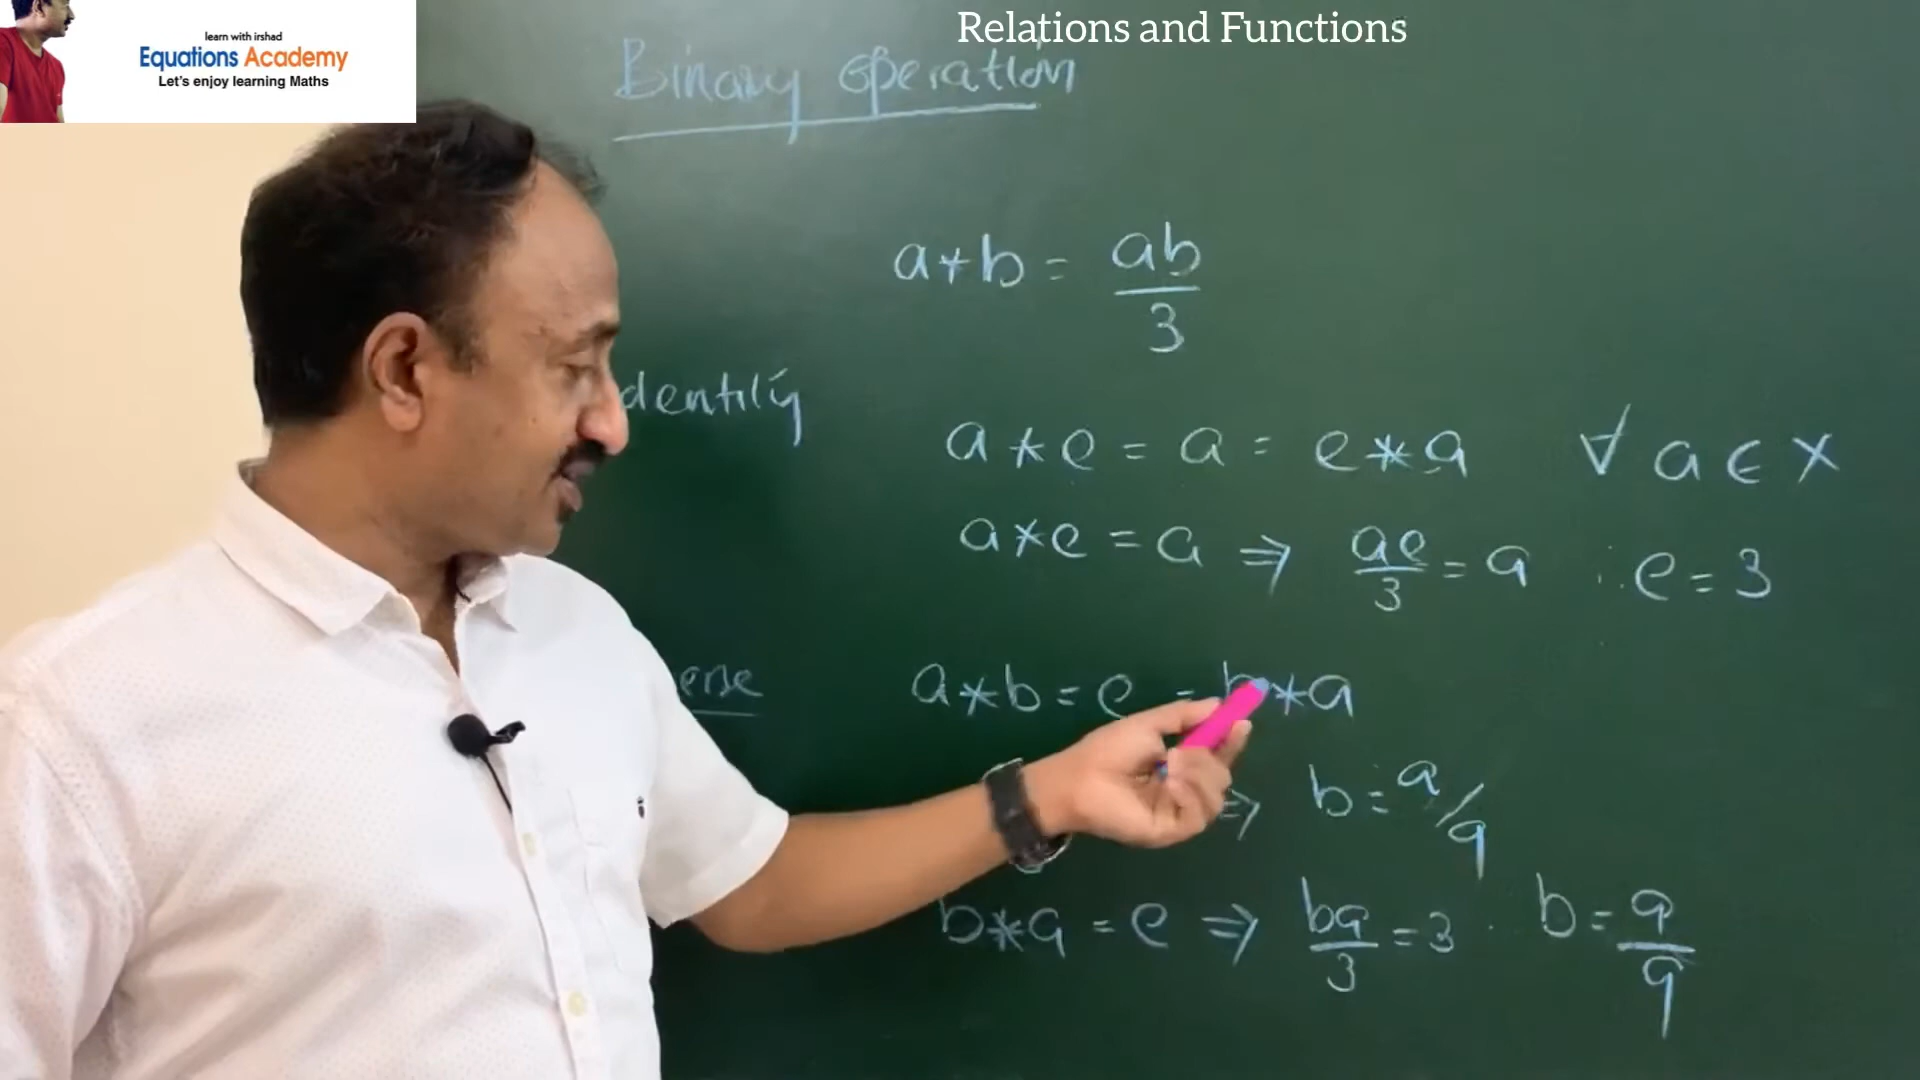 learn with irshad
Equations Academy
Let's enjoy learning Maths
Relations and Functions
Binary operation
a*b = ab/3
dentity
a*e = a = e*a ∀ a ∈ X
a*e = a ⇒ ae/3 = a ∴ e = 3
erse
a*b = e = b*a
⇒ b = 9/a
b*a = e ⇒ ba/3 = 3 b = 9/a